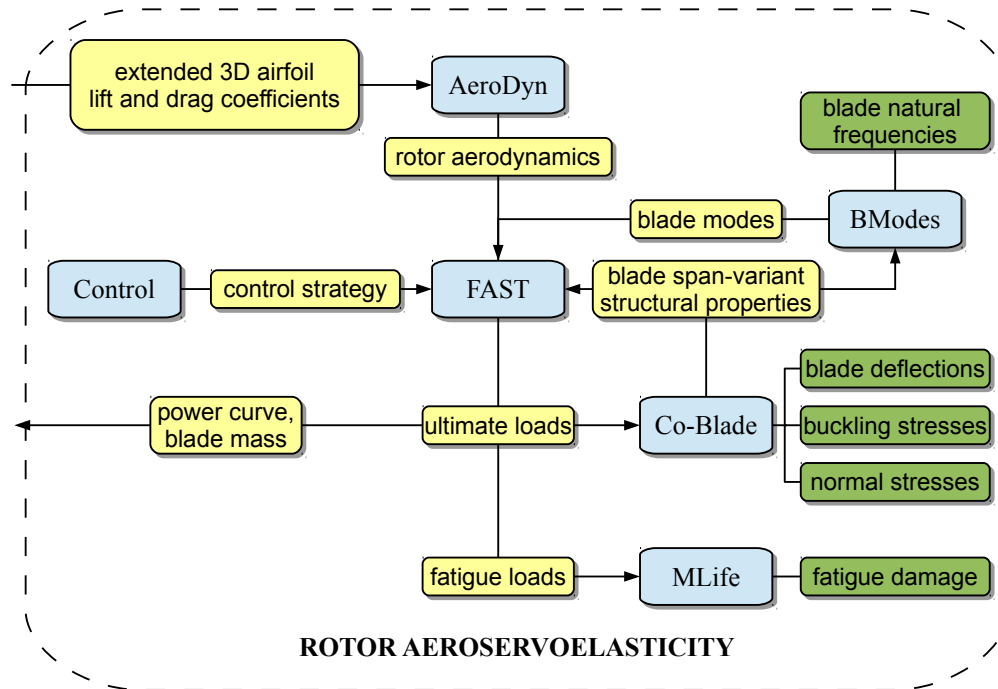 extended 3D airfoil
lift and drag coefficients
AeroDyn
blade natural
frequencies
rotor aerodynamics
blade modes
BModes
Control
control strategy
FAST
blade span-variant
structural properties
blade deflections
power curve,
blade mass
ultimate loads
Co-Blade
buckling stresses
normal stresses
fatigue loads
MLife
fatigue damage
ROTOR AEROSERVOELASTICITY